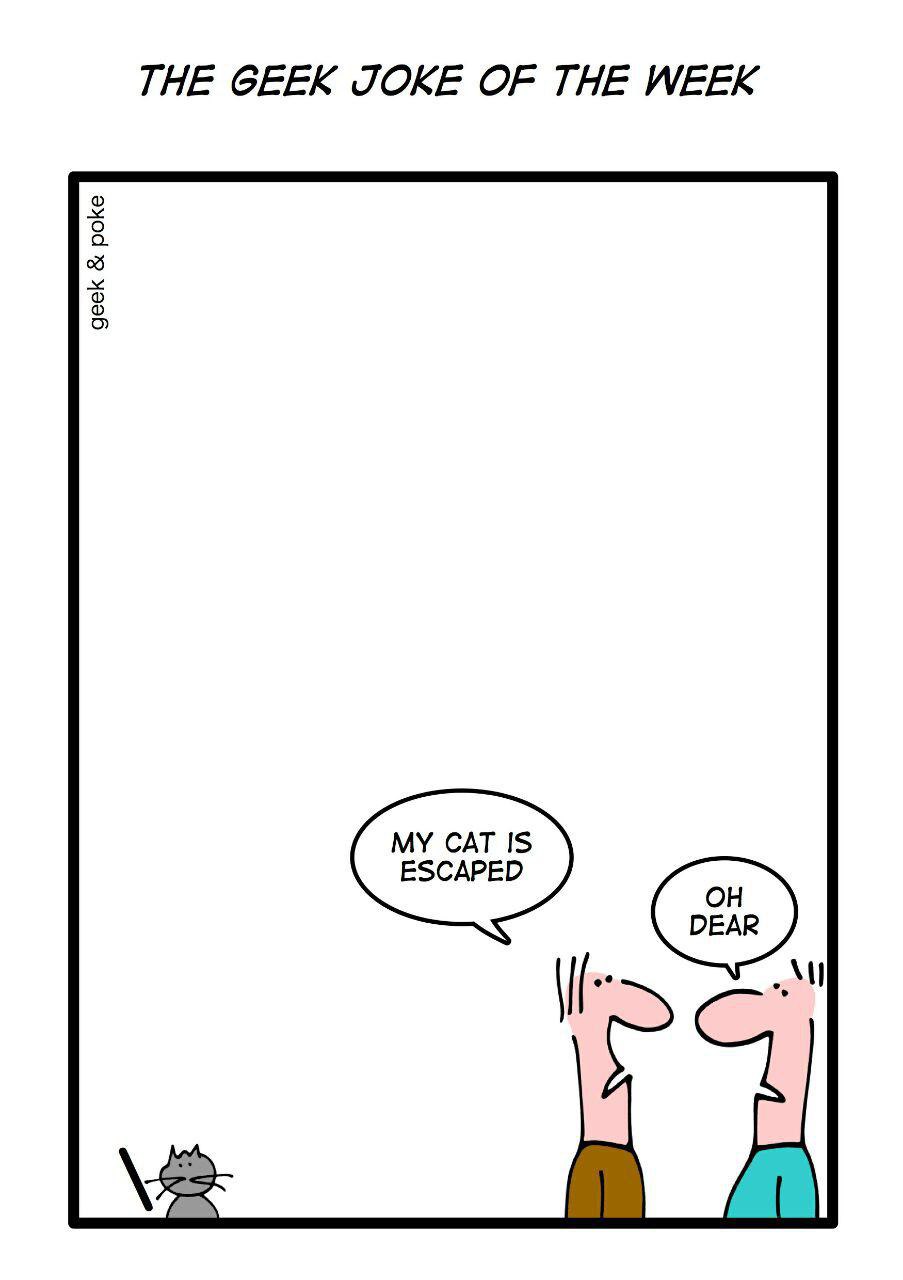 THE GEEK JOKE OF THE WEEK
geek & poke
MY CAT IS
ESCAPED
OH
DEAR